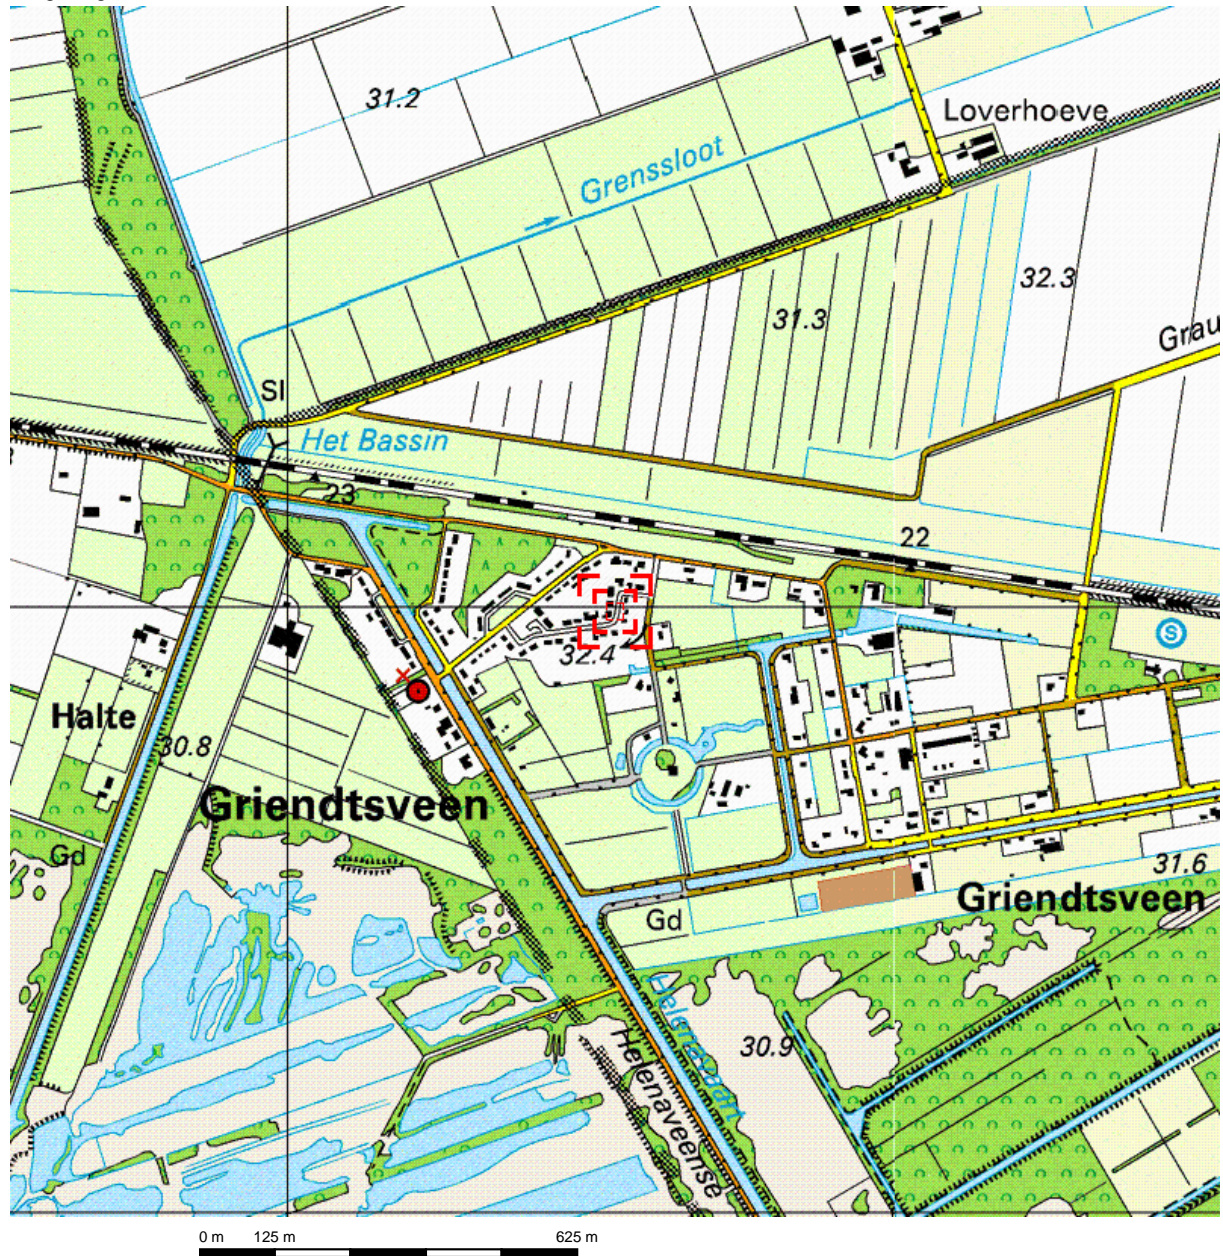 31.2
Loverhoeve
Grenssloot
32.3
31.3
Grau
Sl
Het Bassin
23
22
S
32.4
Halte
30.8
Griendtsveen
Gd
31.6
Griendtsveen
Gd
Helenavaart
30.9
Helenaveense
0 m 125 m 625 m